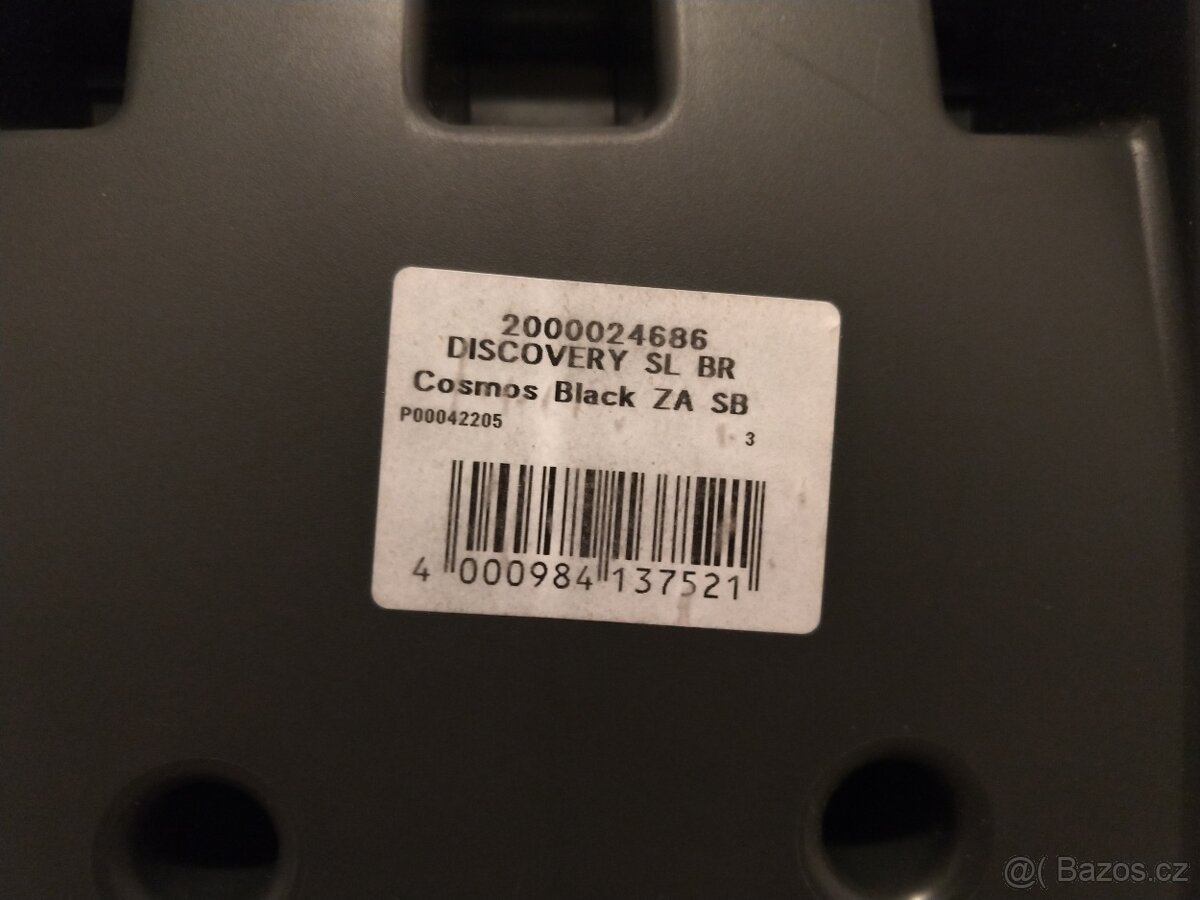 2000024686
DISCOVERY SL BR
Cosmos Black ZA SB
P00042205
3
4 000984 137521
@( Bazos.cz